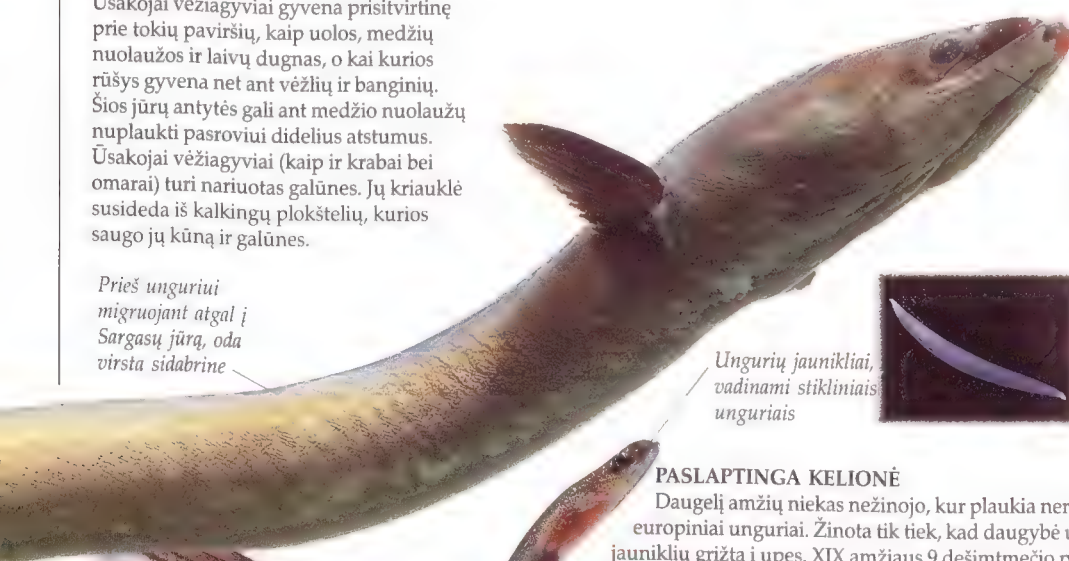 Ūsakojai vėžiagyviai gyvena prisitvirtinę
prie tokių paviršių, kaip uolos, medžių
nuolaužos ir laivų dugnas, o kai kurios
rūšys gyvena net ant vėžlių ir banginių.
Šios jūrų antytės gali ant medžio nuolaužų
nuplaukti pasroviui didelius atstumus.
Ūsakojai vėžiagyviai (kaip ir krabai bei
omarai) turi nariuotas galūnes. Jų kriauklė
susideda iš kalkingų plokštelių, kurios
saugo jų kūną ir galūnes.
Prieš unguriui
migruojant atgal į
Sargasų jūrą, oda
virsta sidabrine
Ungurių jaunikliai,
vadinami stikliniais
unguriais
PASLAPTINGA KELIONĖ
Daugelį amžių niekas nežinojo, kur plaukia
europiniai unguriai. Žinota tik tiek, kad daugybė
jauniklių grįžta į upes. XIX amžiaus 9 dešimtmečio